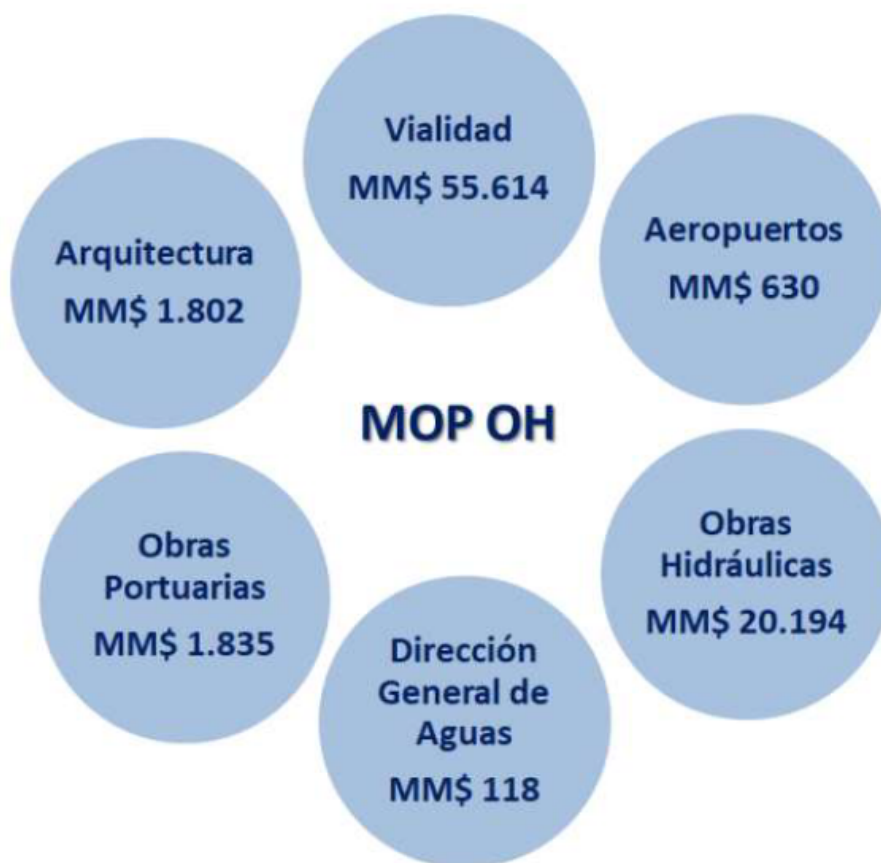 Vialidad
MM$ 55.614
Aeropuertos
MM$ 630
Arquitectura
MM$ 1.802
MOP OH
Obras
Hidráulicas
MM$ 20.194
Obras
Portuarias
MM$ 1.835
Dirección
General de
Aguas
MM$ 118